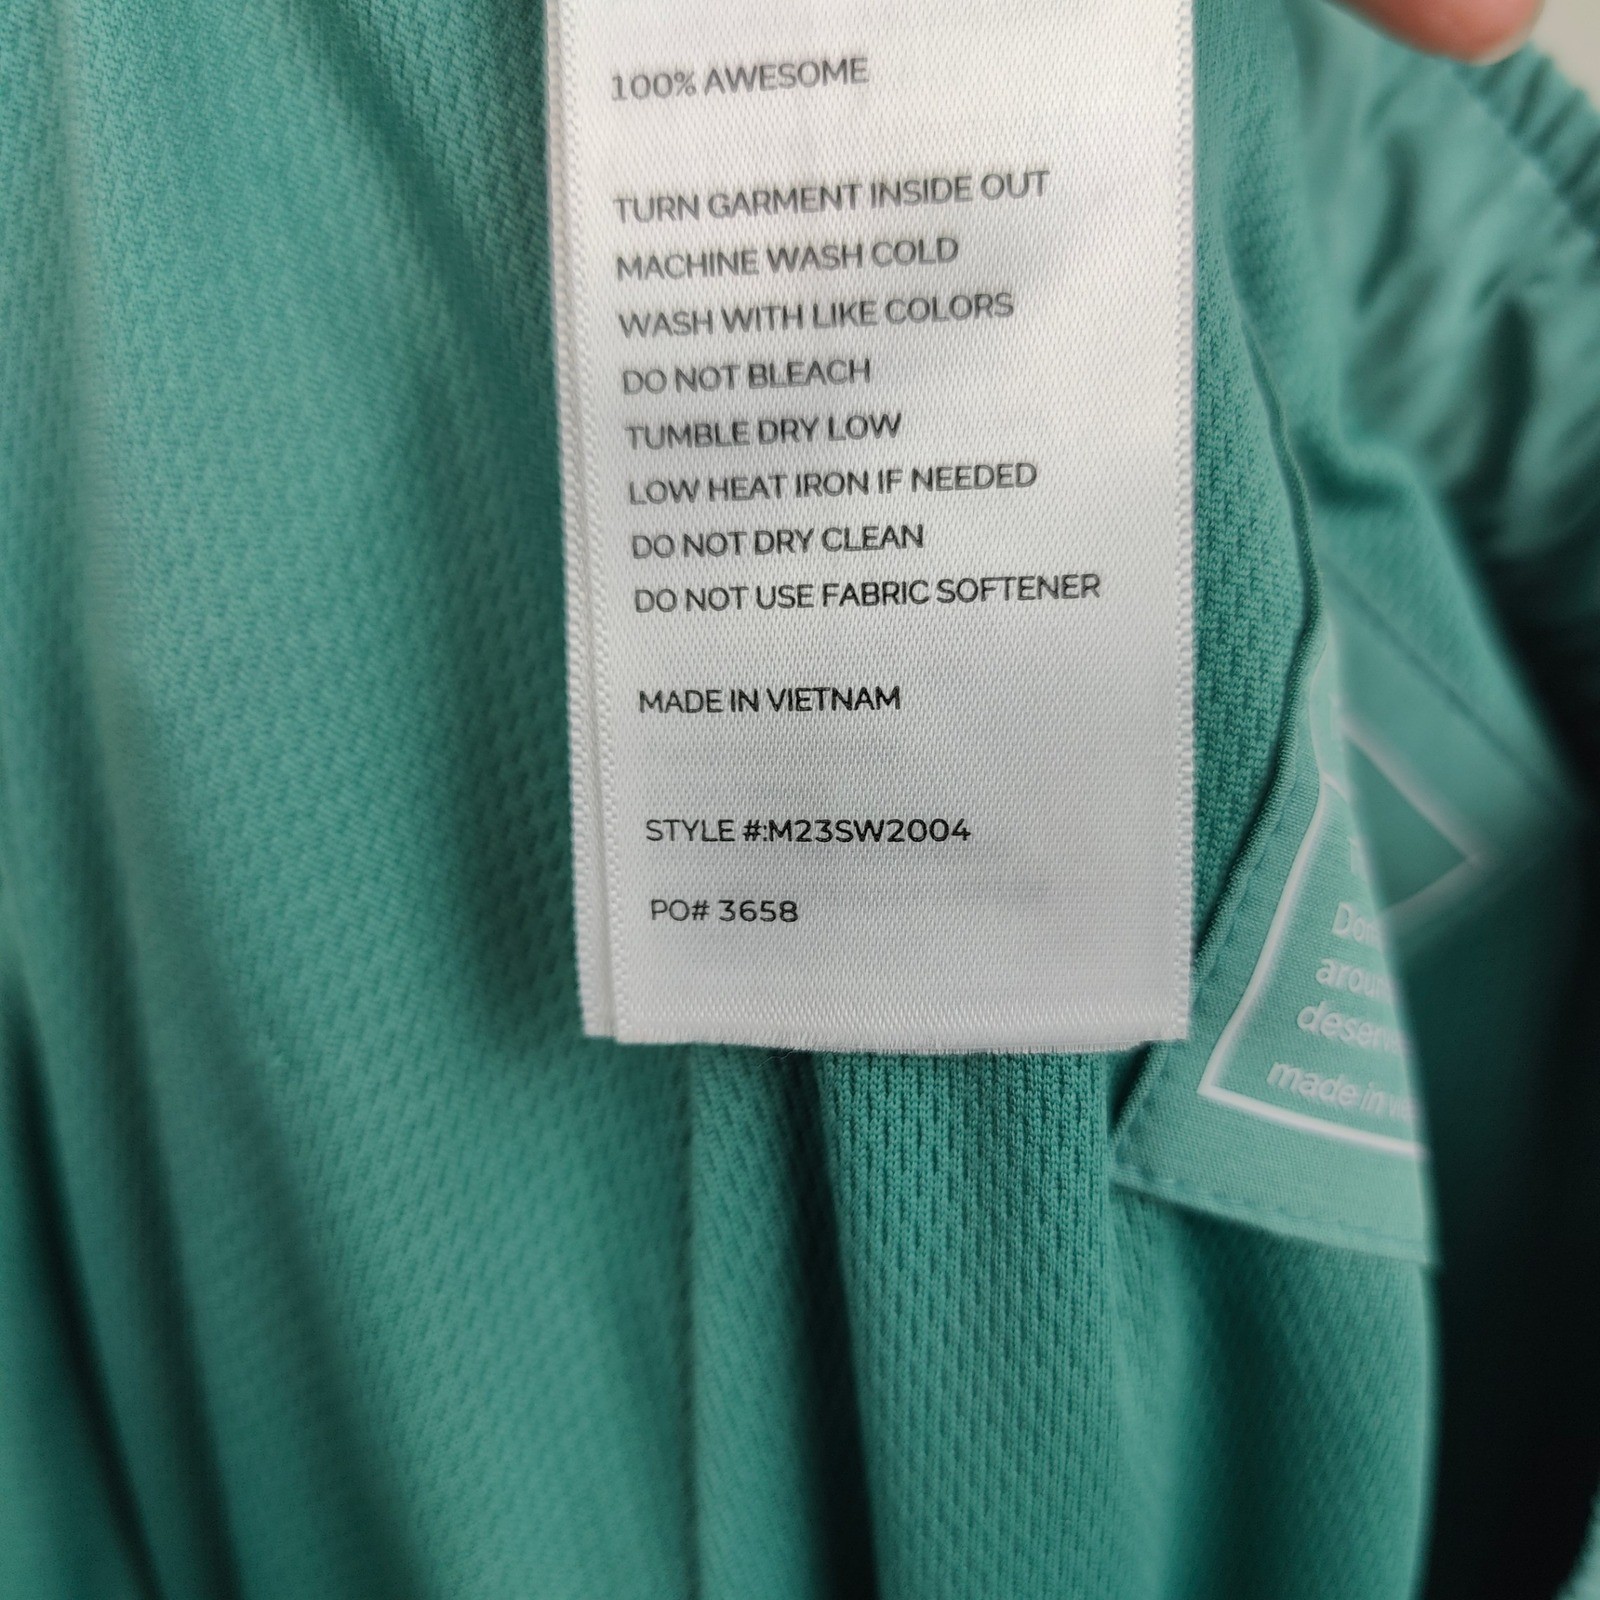 100% AWESOME
TURN GARMENT INSIDE OUT
MACHINE WASH COLD
WASH WITH LIKE COLORS
DO NOT BLEACH
TUMBLE DRY LOW
LOW HEAT IRON IF NEEDED
DO NOT DRY CLEAN
DO NOT USE FABRIC SOFTENER
MADE IN VIETNAM
STYLE #:M23SW2004
PO# 3658
made in